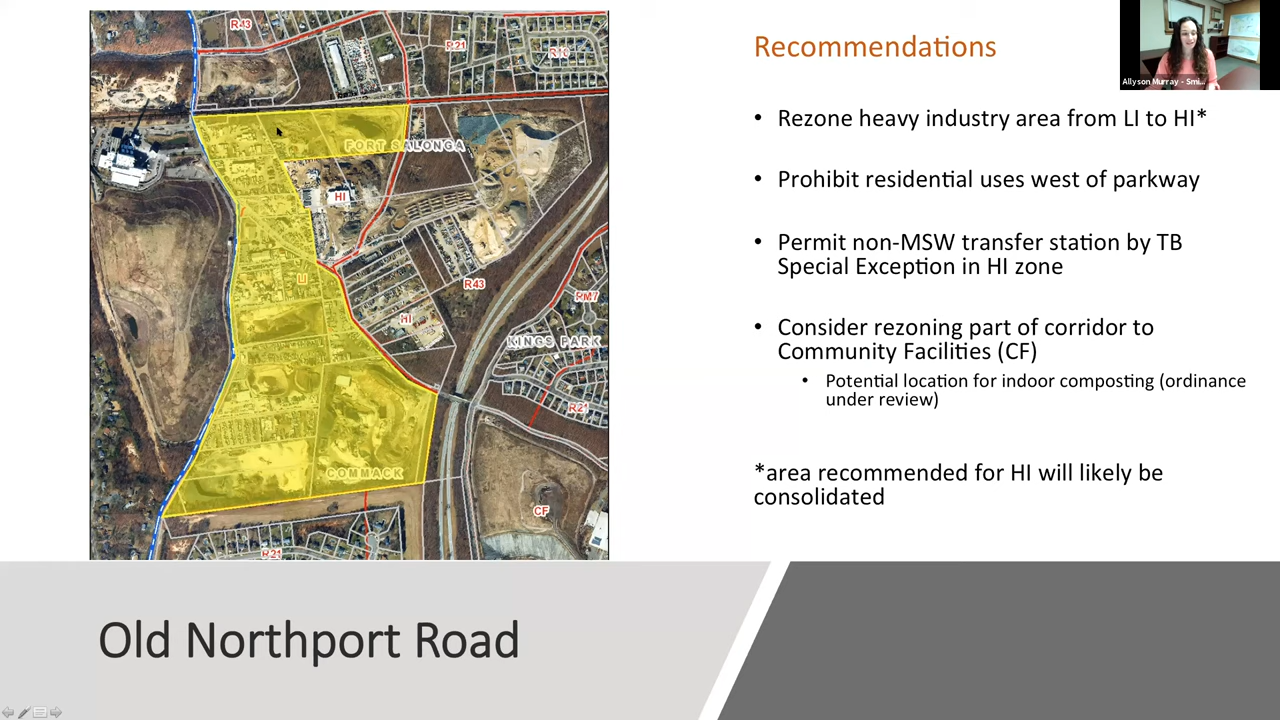 R43
R21
R10
FORT SALONGA
HI
LI
R43
RM7
HI
KINGS PARK
R21
COMMACK
CF
R21
Recommendations
• Rezone heavy industry area from LI to HI*
• Prohibit residential uses west of parkway
• Permit non-MSW transfer station by TB
Special Exception in HI zone
• Consider rezoning part of corridor to
Community Facilities (CF)
• Potential location for indoor composting (ordinance
under review)
*area recommended for HI will likely be
consolidated
Allyson Murray - Smi...
Old Northport Road